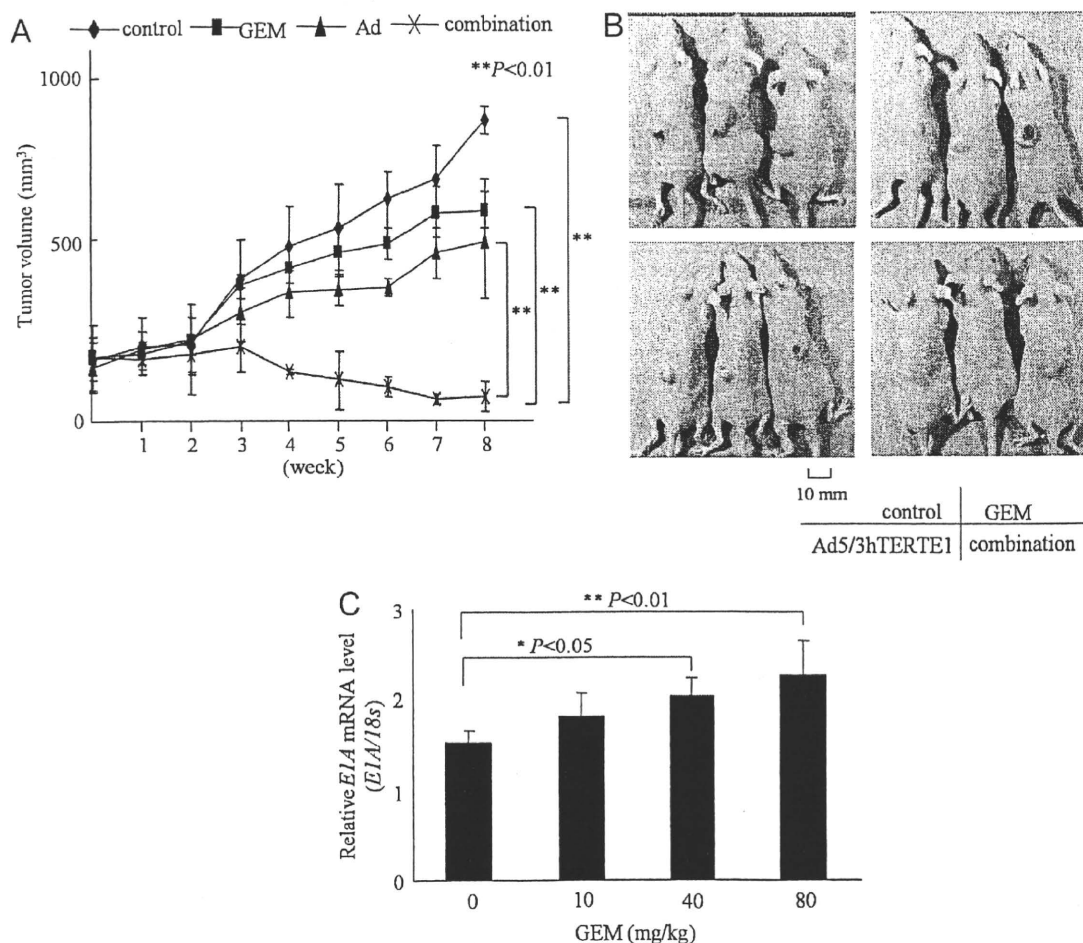 A
control GEM Ad combination
**P<0.01
1000
500
0
Tumor volume (mm³)
**
**
**
1 2 3 4 5 6 7 8
(week)
B
10 mm
control GEM
Ad5/3hTERTE1 combination
C
3
2
1
0
Relative E1A mRNA level
(E1A/18s)
** P<0.01
* P<0.05
0 10 40 80
GEM (mg/kg)